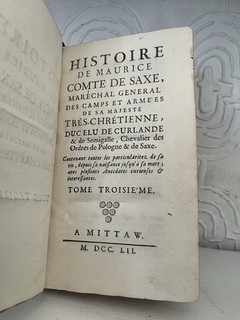 HISTOIRE
DE MAURICE
COMTE DE SAXE,
MARÉCHAL GENERAL
DES CAMPS ET ARMÉES
DE SA MAJESTÉ
TRÉS-CHRÉTIENNE,
DUC ELU DE CURLANDE
& de Semigalle, Chevalier des
Ordres de Pologne & de Saxe.
Contenant toutes les particularitez, de sa
vie, depuis sa naissance jusqu'à sa mort ;
avec plusieurs Anecdotes curieuses &
interessantes.
TOME TROISIE'ME.
A MITTAW.
M. DCC. LII.